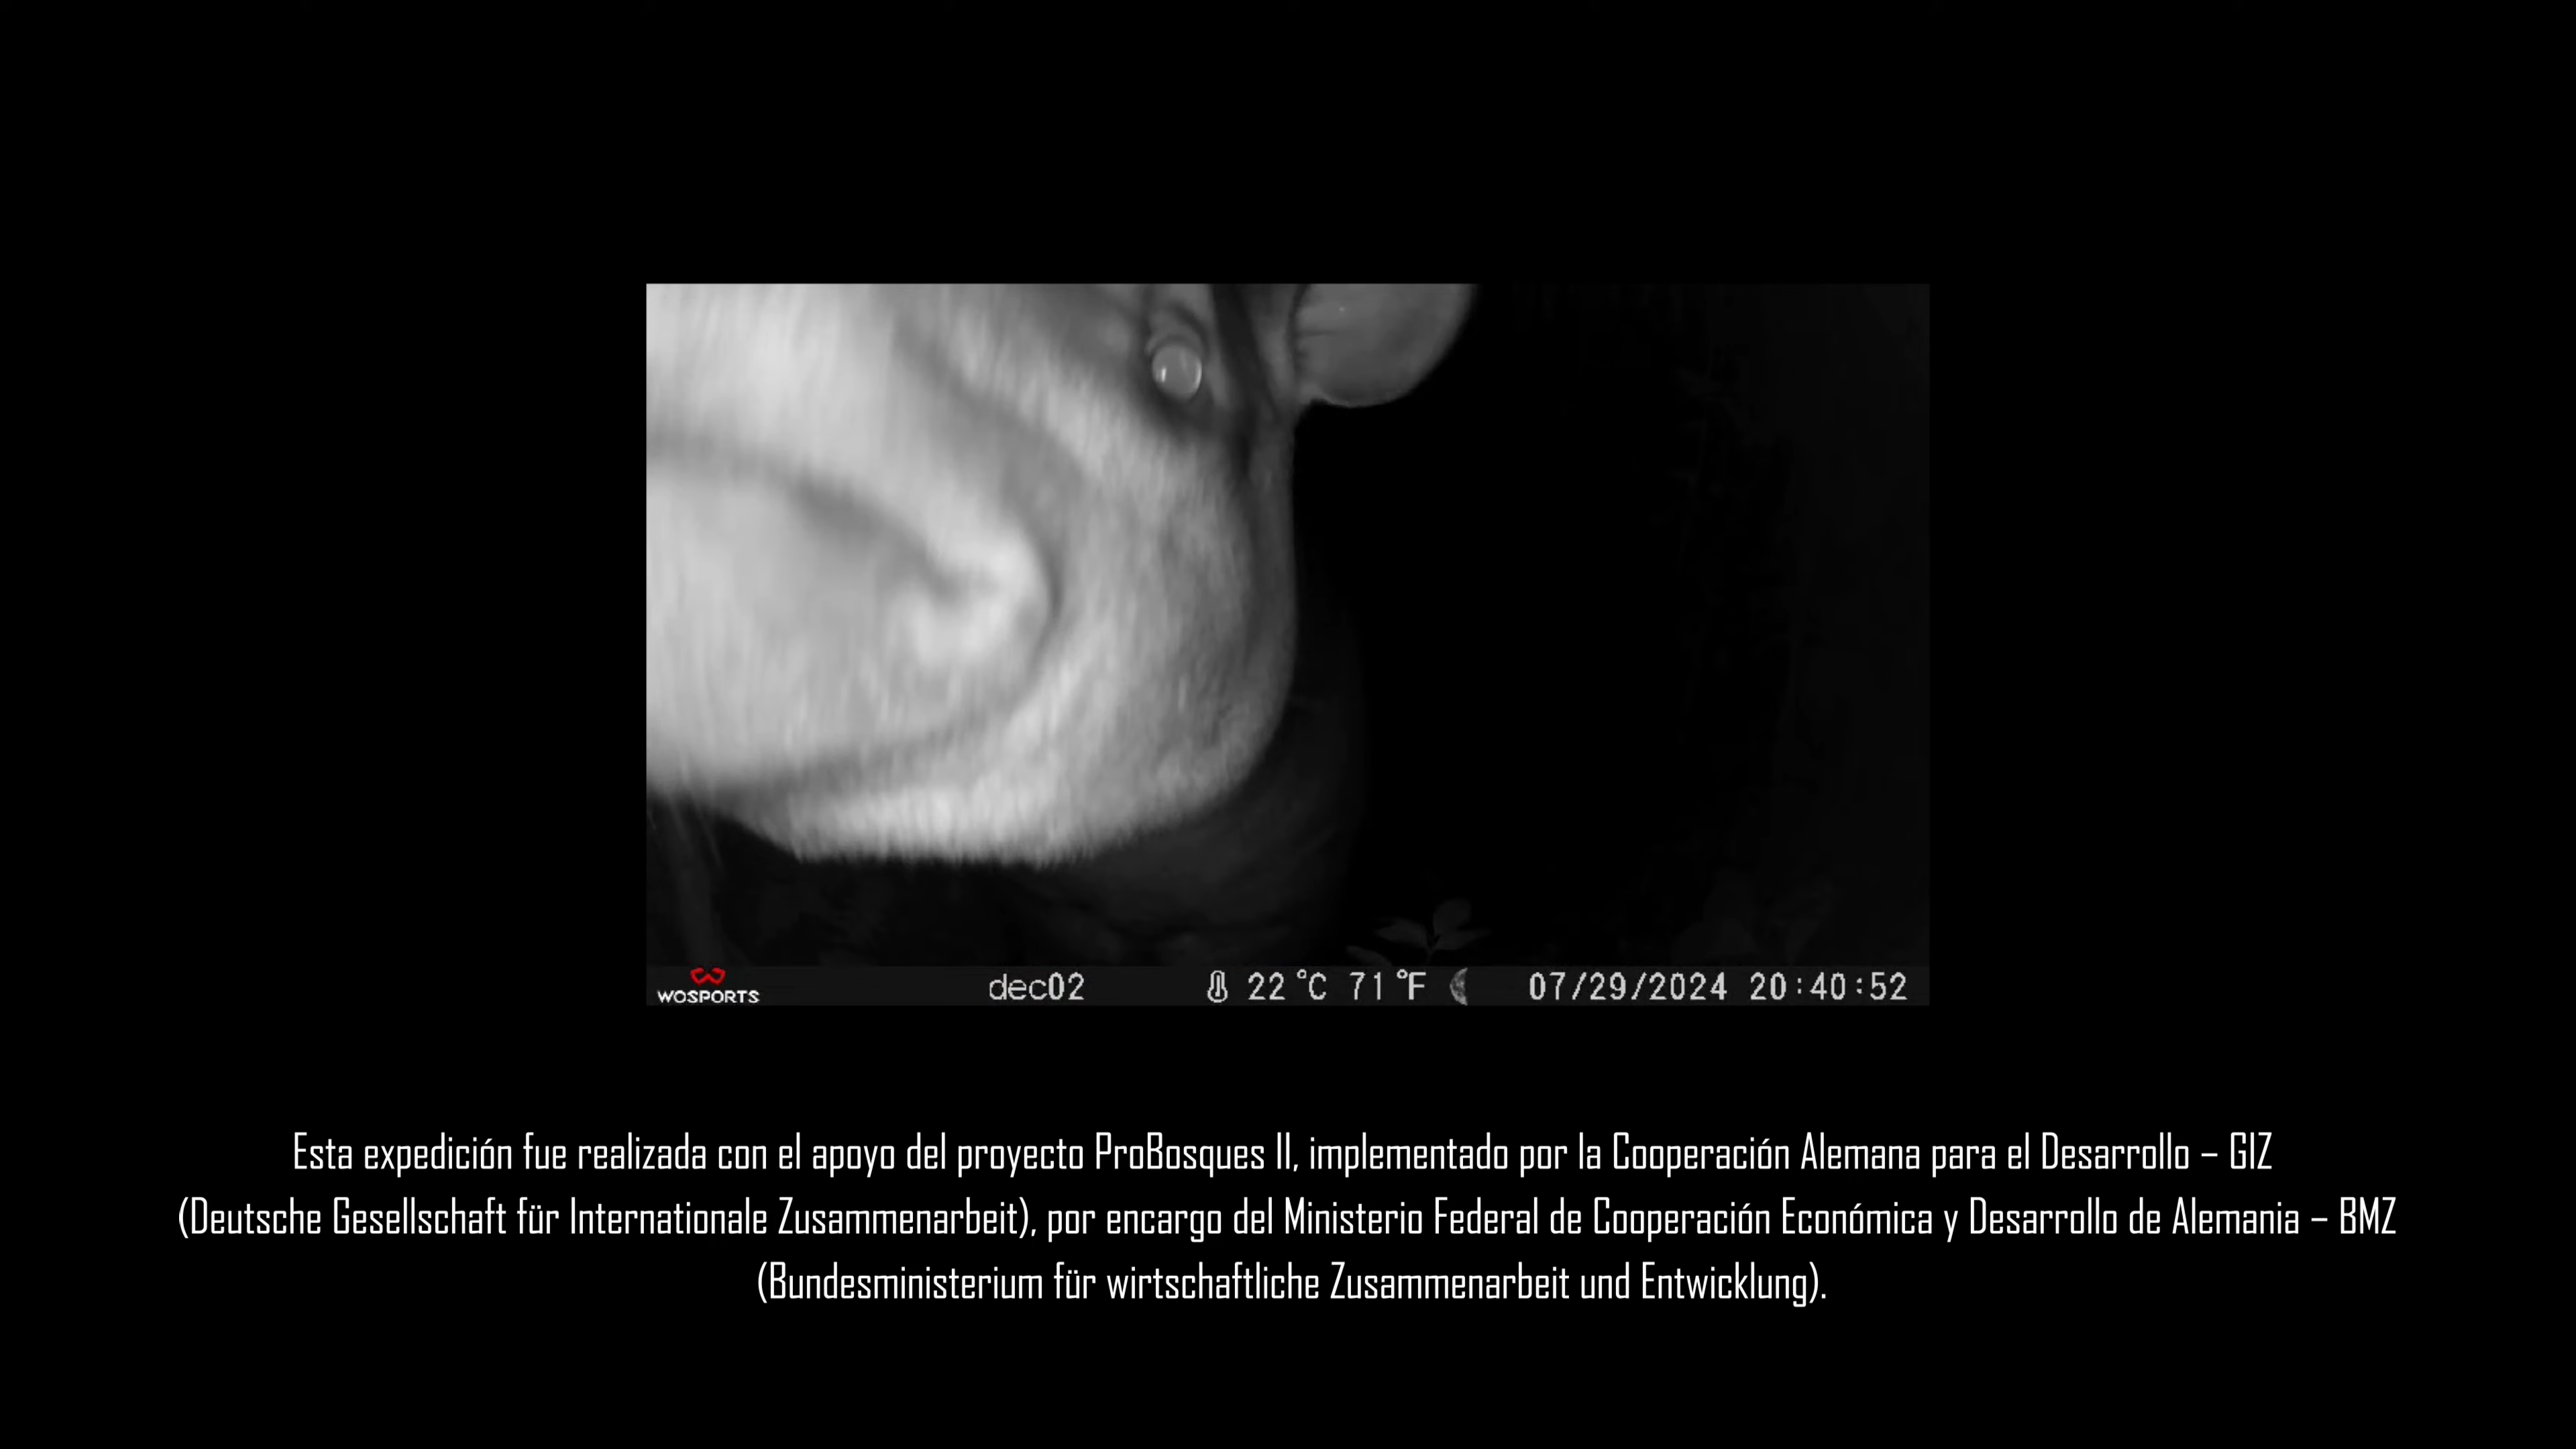 WOSPORTS dec02 22 °C 71 °F 07/29/2024 20:40:52
Esta expedición fue realizada con el apoyo del proyecto ProBosques II, implementado por la Cooperación Alemana para el Desarrollo – GIZ
(Deutsche Gesellschaft für Internationale Zusammenarbeit), por encargo del Ministerio Federal de Cooperación Económica y Desarrollo de Alemania – BMZ
(Bundesministerium für wirtschaftliche Zusammenarbeit und Entwicklung).